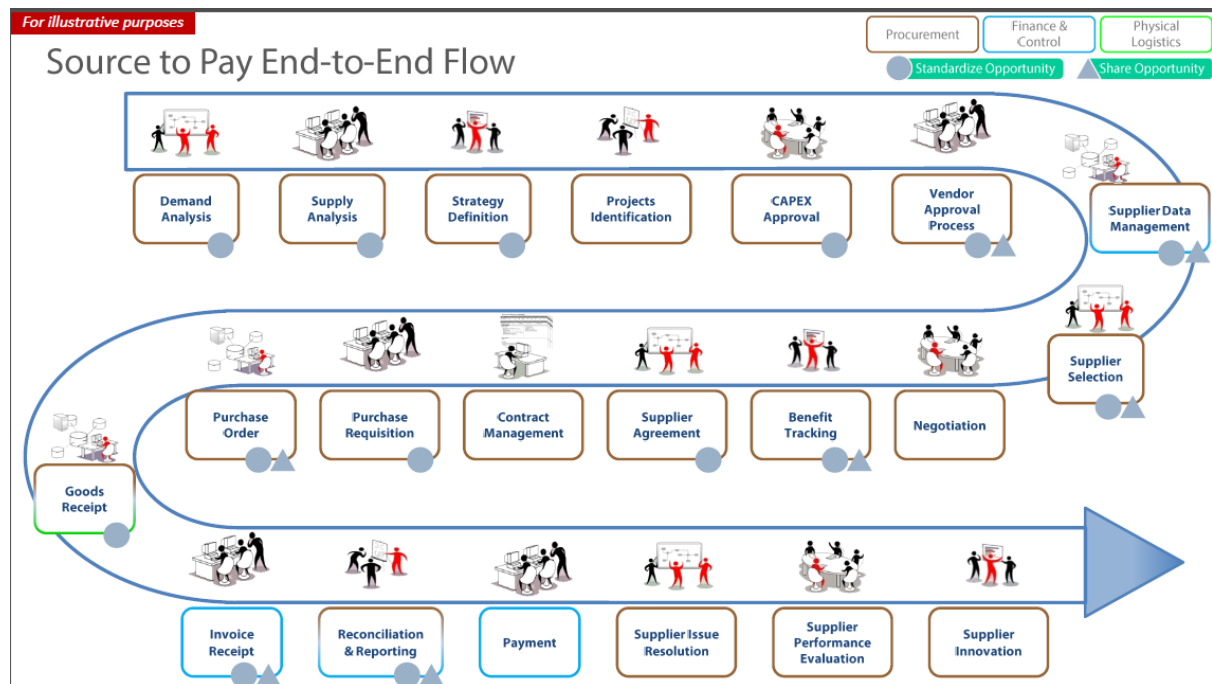 For illustrative purposes
Source to Pay End-to-End Flow
Procurement
Finance &
Control
Physical
Logistics
Standardize Opportunity
Share Opportunity
Demand
Analysis
Supply
Analysis
Strategy
Definition
Projects
Identification
CAPEX
Approval
Vendor
Approval
Process
Supplier Data
Management
Supplier
Selection
Purchase
Order
Purchase
Requisition
Contract
Management
Supplier
Agreement
Benefit
Tracking
Negotiation
Goods
Receipt
Invoice
Receipt
Reconciliation
& Reporting
Payment
Supplier Issue
Resolution
Supplier
Performance
Evaluation
Supplier
Innovation